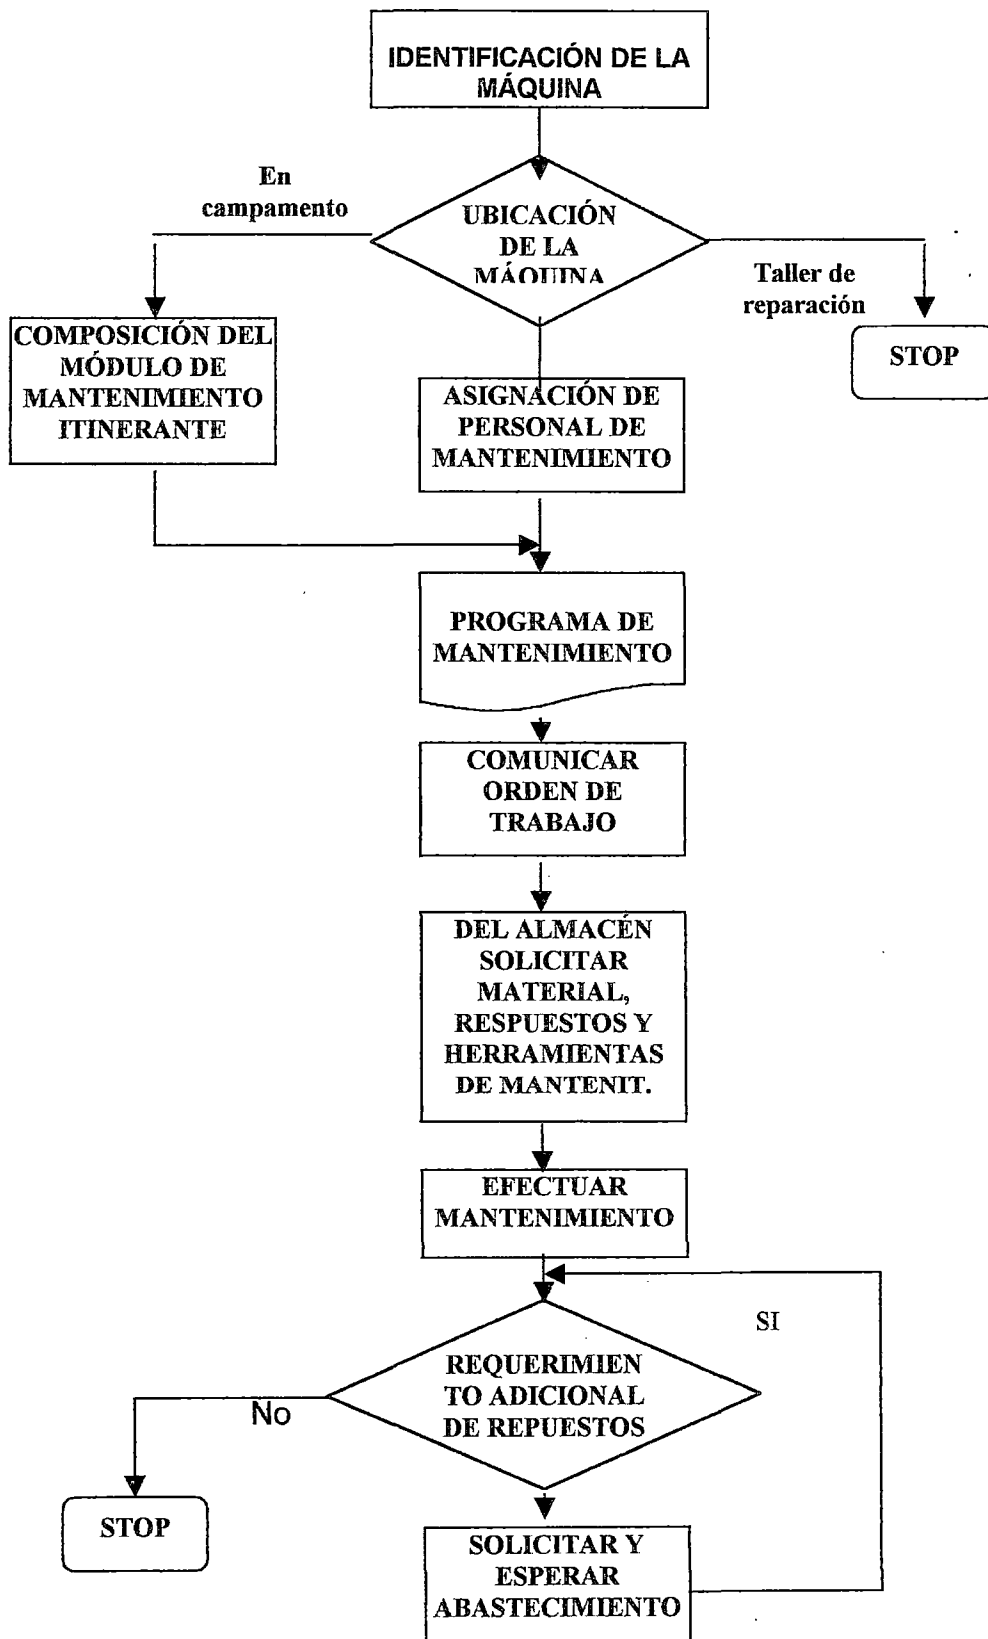 IDENTIFICACIÓN DE LA
MÁQUINA
En
campamento
UBICACIÓN
DE LA
MÁQUINA
Taller de
reparación
STOP
COMPOSICIÓN DEL
MÓDULO DE
MANTENIMIENTO
ITINERANTE
ASIGNACIÓN DE
PERSONAL DE
MANTENIMIENTO
PROGRAMA DE
MANTENIMIENTO
COMUNICAR
ORDEN DE
TRABAJO
DEL ALMACÉN
SOLICITAR
MATERIAL,
RESPUESTOS Y
HERRAMIENTAS
DE MANTENIT.
EFECTUAR
MANTENIMIENTO
SI
REQUERIMIEN
TO ADICIONAL
DE REPUESTOS
No
STOP
SOLICITAR Y
ESPERAR
ABASTECIMIENTO